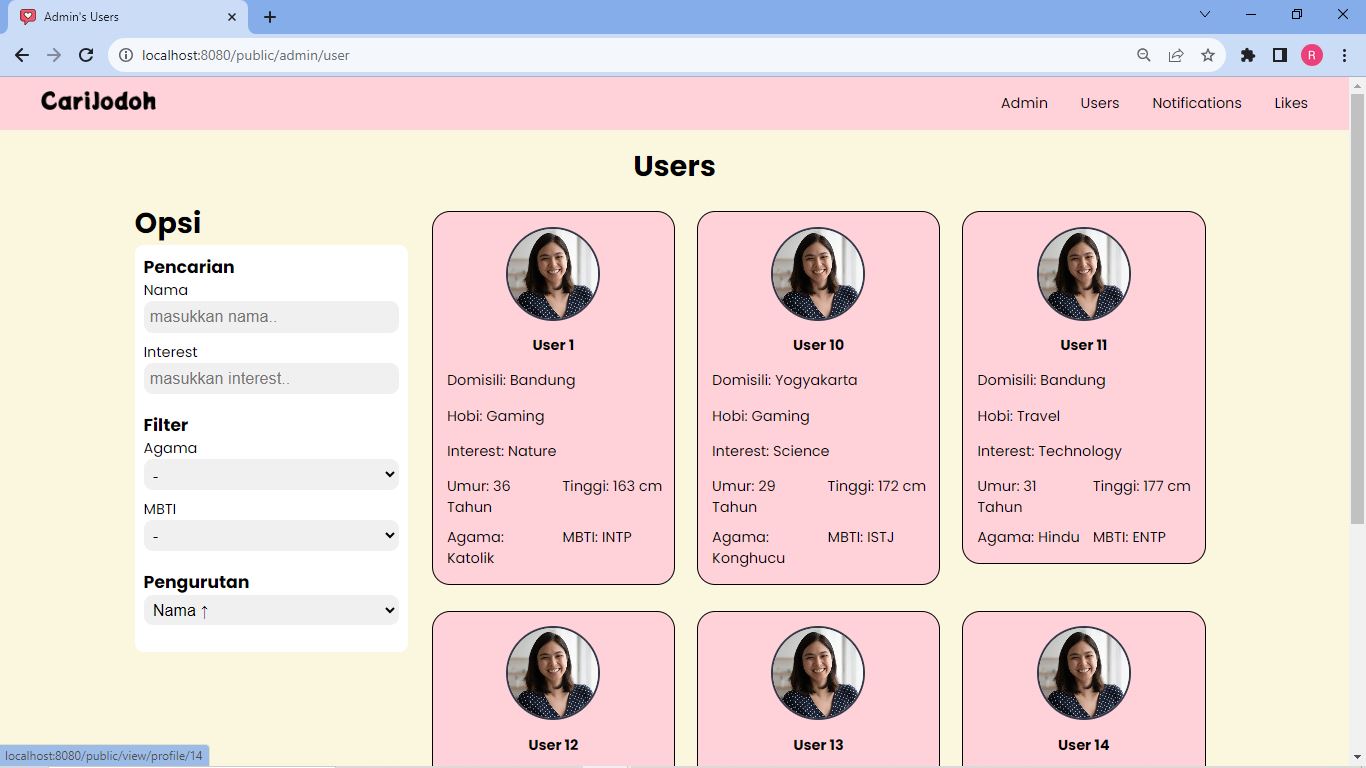 Admin's Users
localhost:8080/public/admin/user
R
CariJodoh
Admin Users Notifications Likes
Users
Opsi
Pencarian
Nama
masukkan nama..
Interest
masukkan interest..
Filter
Agama
-
MBTI
-
Pengurutan
Nama ↑
User 1
Domisili: Bandung
Hobi: Gaming
Interest: Nature
Umur: 36
Tahun
Tinggi: 163 cm
Agama:
Katolik
MBTI: INTP
User 10
Domisili: Yogyakarta
Hobi: Gaming
Interest: Science
Umur: 29
Tahun
Tinggi: 172 cm
Agama:
Konghucu
MBTI: ISTJ
User 11
Domisili: Bandung
Hobi: Travel
Interest: Technology
Umur: 31
Tahun
Tinggi: 177 cm
Agama: Hindu
MBTI: ENTP
User 12
User 13
User 14
localhost:8080/public/view/profile/14